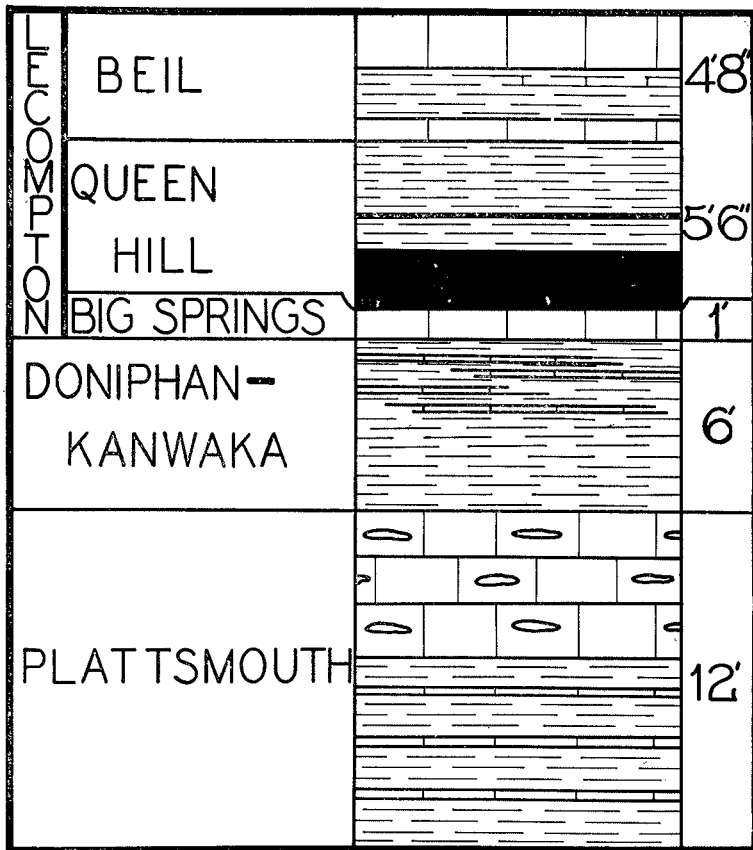 LECOMPTON
BEIL
4'8"
QUEEN
HILL
5'6"
BIG SPRINGS
1'
DONIPHAN-
KANWAKA
6'
PLATTSMOUTH
12'